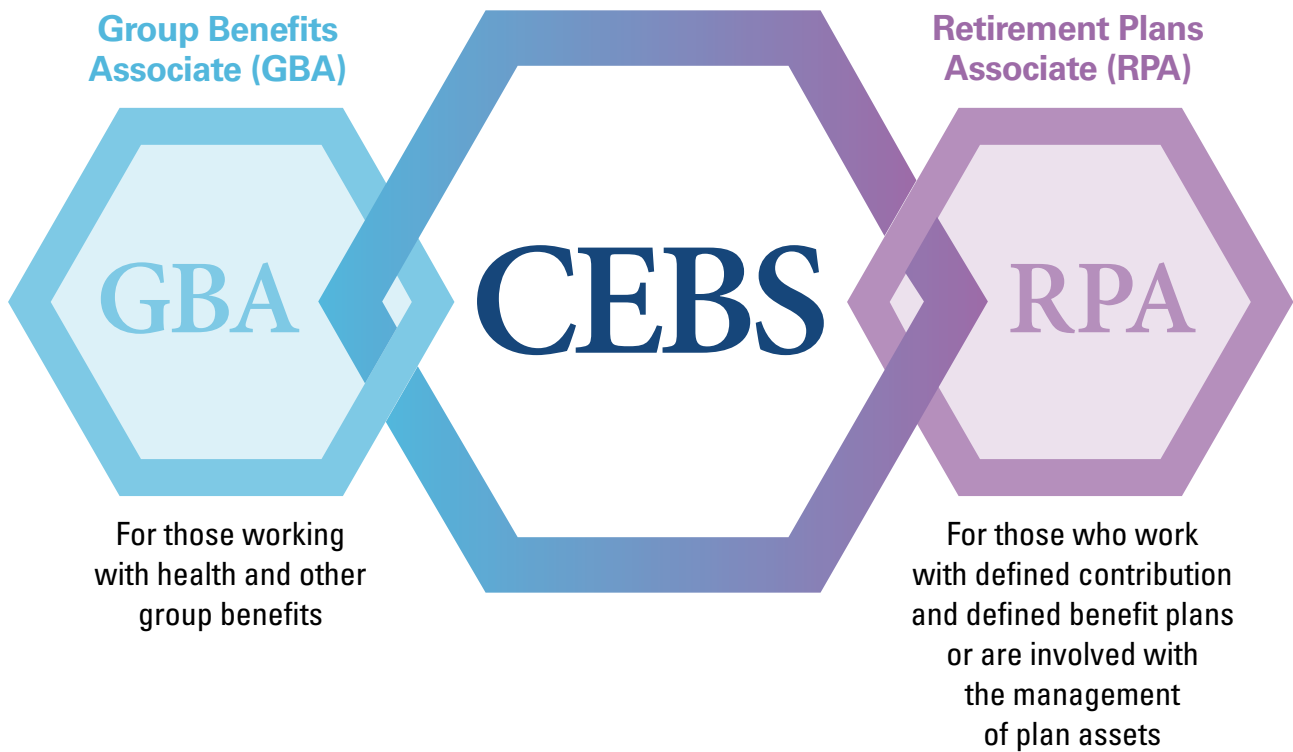 Group Benefits
Associate (GBA)
GBA
For those working
with health and other
group benefits
CEBS
Retirement Plans
Associate (RPA)
RPA
For those who work
with defined contribution
and defined benefit plans
or are involved with
the management
of plan assets